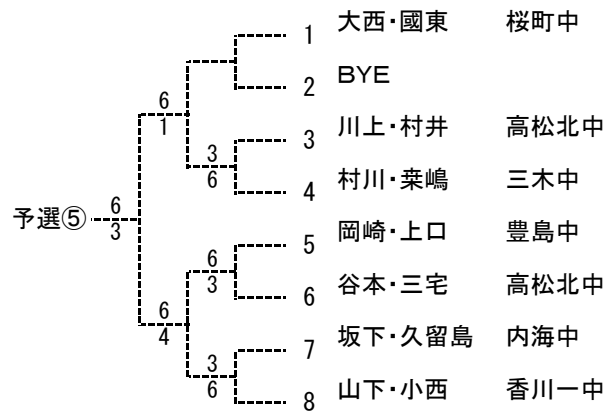 1 大西・國東 桜町中
2 BYE
6
1
3 川上・村井 高松北中
3
6
4 村川・桒嶋 三木中
予選⑤
6
3
5 岡崎・上口 豊島中
6
3
6 谷本・三宅 高松北中
6
4
7 坂下・久留島 内海中
3
6
8 山下・小西 香川一中